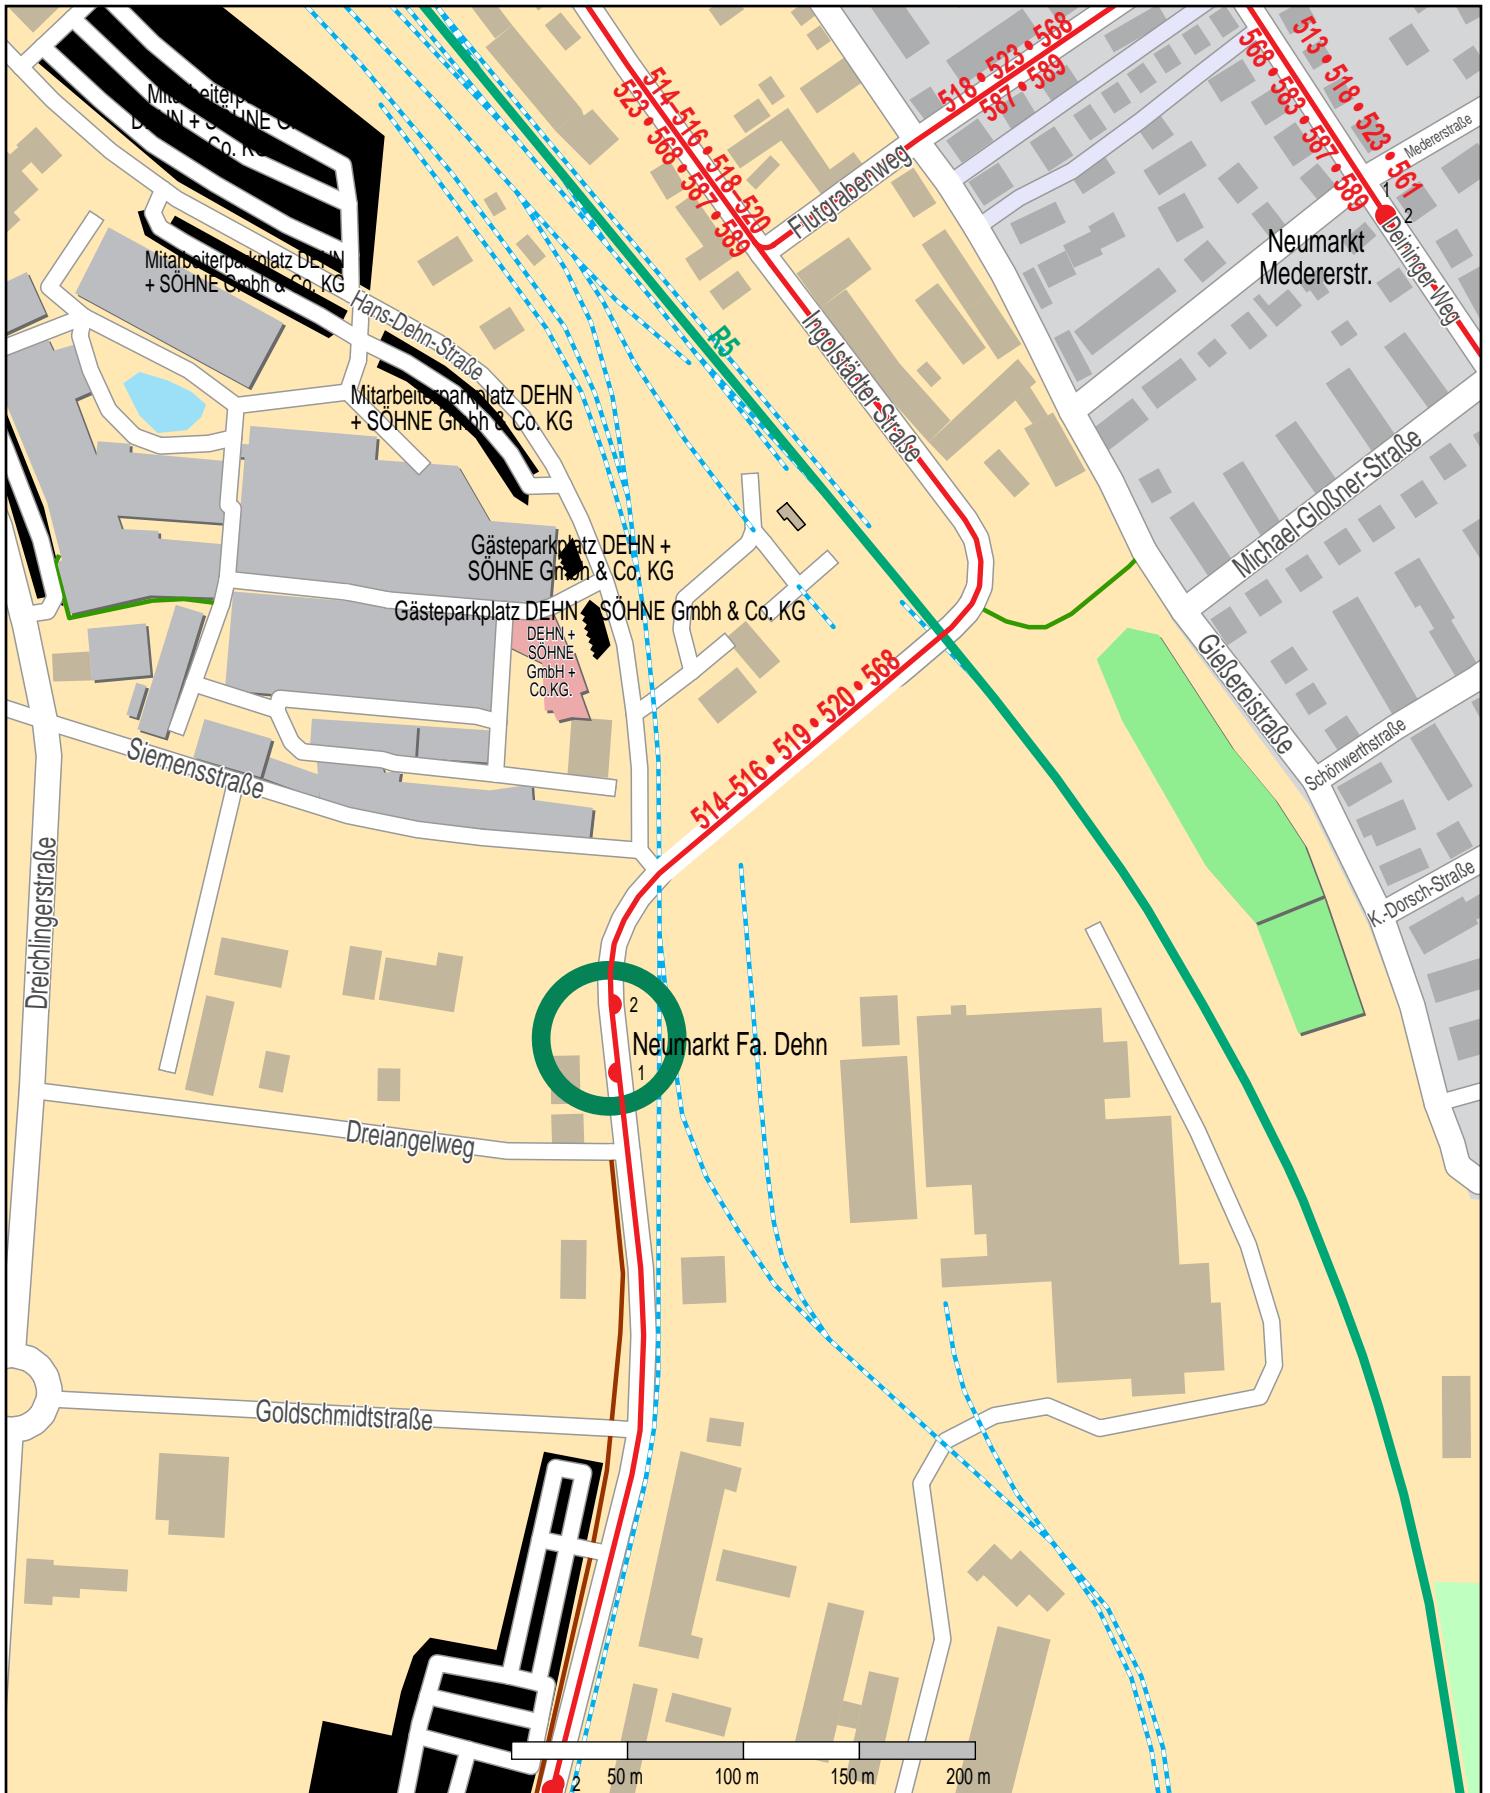 518 • 523 • 568
587 • 589
513 • 518 • 523 • 561
568 • 583 • 587 • 589
514–516 • 518–520
523 • 568 • 587 • 589
Medererstraße
Flutgrabenweg
1
2
Neumarkt
Medererstr.
Deininger Weg
Mitarbeiterparkplatz DEHN
+ SÖHNE Gmbh & Co. KG
Hans-Dehn-Straße
R5
Ingolstädter Straße
Mitarbeiterparkplatz DEHN
+ SÖHNE Gmbh & Co. KG
Michael-Gloßner-Straße
Gästeparkplatz DEHN +
SÖHNE Gmbh & Co. KG
Gästeparkplatz DEHN + SÖHNE Gmbh & Co. KG
DEHN +
SÖHNE
GmbH +
Co.KG.
514–516 • 519 • 520 • 568
Gießereistraße
Schönwerthstraße
Siemensstraße
Dreichlingerstraße
K.-Dorsch-Straße
2
Neumarkt Fa. Dehn
1
Dreiangelweg
Goldschmidtstraße
2
50 m
100 m
150 m
200 m